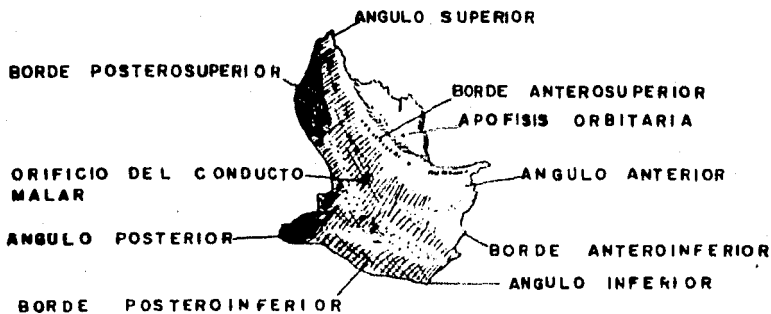 ANGULO SUPERIOR
BORDE POSTEROSUPERIOR
BORDE ANTEROSUPERIOR
APOFISIS ORBITARIA
ORIFICIO DEL CONDUCTO
MALAR
ANGULO ANTERIOR
ANGULO POSTERIOR
BORDE ANTEROINFERIOR
ANGULO INFERIOR
BORDE POSTEROINFERIOR